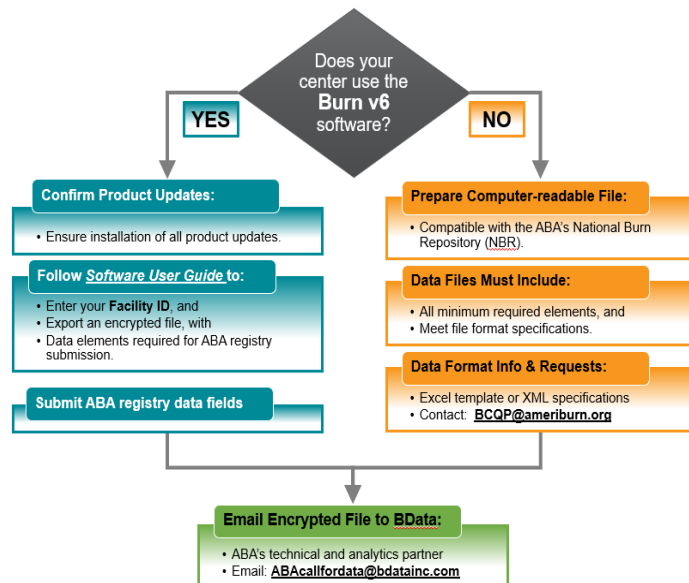 Does your
center use the
Burn v6
software?
YES
NO
Confirm Product Updates:
• Ensure installation of all product updates.
Follow Software User Guide to:
• Enter your Facility ID, and
• Export an encrypted file, with
• Data elements required for ABA registry
submission.
Submit ABA registry data fields
Prepare Computer-readable File:
• Compatible with the ABA's National Burn
Repository (NBR).
Data Files Must Include:
• All minimum required elements, and
• Meet file format specifications.
Data Format Info & Requests:
• Excel template or XML specifications
• Contact: BCQP@ameriburn.org
Email Encrypted File to BData:
• ABA's technical and analytics partner
• Email: ABAcallfordata@bdatainc.com